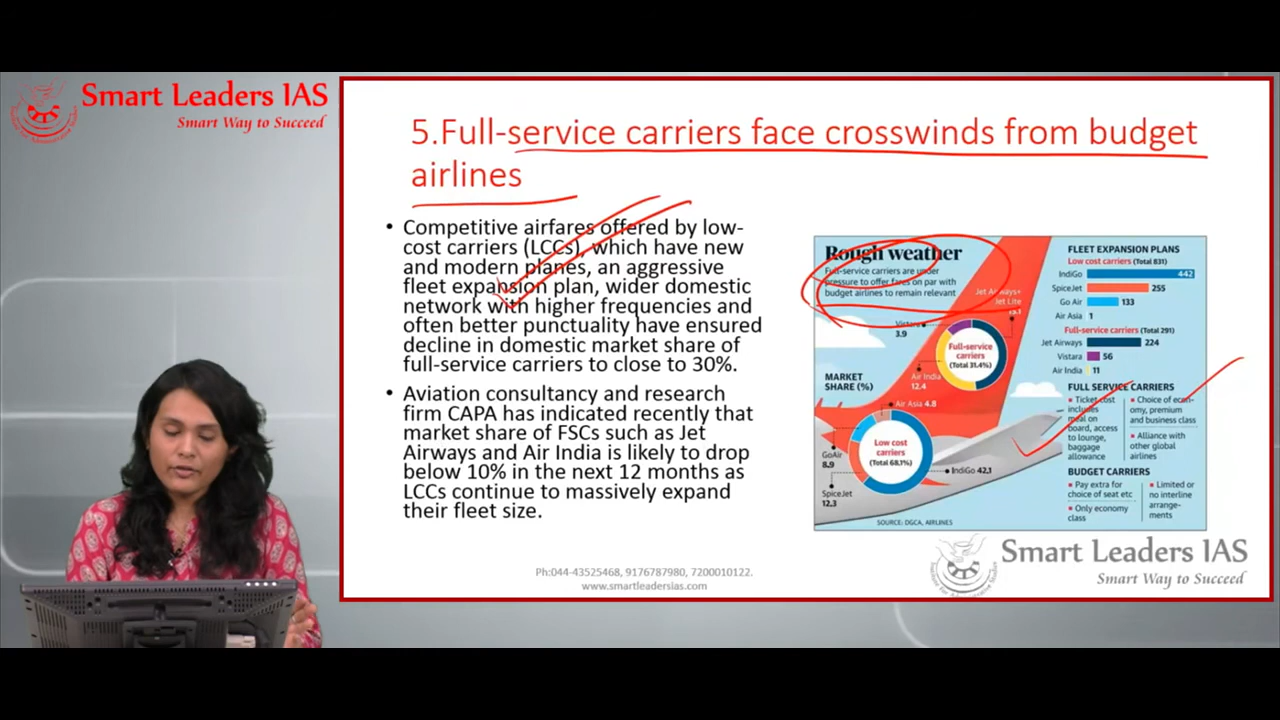 Smart Leaders IAS
Smart Way to Succeed
5.Full-service carriers face crosswinds from budget
airlines
• Competitive airfares offered by low-
cost carriers (LCCs), which have new
and modern planes, an aggressive
fleet expansion plan, wider domestic
network with higher frequencies and
often better punctuality have ensured
decline in domestic market share of
full-service carriers to close to 30%.
• Aviation consultancy and research
firm CAPA has indicated recently that
market share of FSCs such as Jet
Airways and Air India is likely to drop
below 10% in the next 12 months as
LCCs continue to massively expand
their fleet size.
Rough weather
Full-service carriers are under
pressure to offer fares on par with
budget airlines to remain relevant
MARKET
SHARE (%)
Jet Airways+
Jet Lite
15.1
Vistara
3.9
Full-service
carriers
(Total 31.4%)
Air India
12.4
Air Asia 4.8
Low cost
carriers
(Total 68.1%)
GoAir
8.9
IndiGo 42.1
SpiceJet
12.3
SOURCE: DGCA, AIRLINES
FLEET EXPANSION PLANS
Low cost carriers (Total 831)
IndiGo 442
SpiceJet 255
Go Air 133
Air Asia 1
Full-service carriers (Total 291)
Jet Airways 224
Vistara 56
Air India 11
FULL SERVICE CARRIERS
Ticket cost
includes
meal on
board, access
to lounge,
baggage
allowance
Choice of econ-
omy, premium
and business class
Alliance with
other global
airlines
BUDGET CARRIERS
Pay extra for
choice of seat etc
Only economy
class
Limited or
no interline
arrange-
ments
Smart Leaders IAS
Smart Way to Succeed
Ph:044-43525468, 9176787980, 7200010122.
www.smartleadersias.com